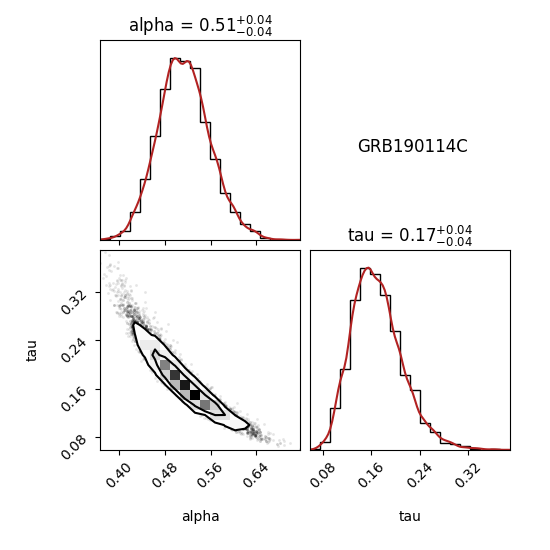 alpha = 0.51+0.04 −0.04
GRB190114C
tau = 0.17+0.04 −0.04
tau
0.32
0.24
0.16
0.08
0.40 0.48 0.56 0.64
0.08 0.16 0.24 0.32
alpha
tau